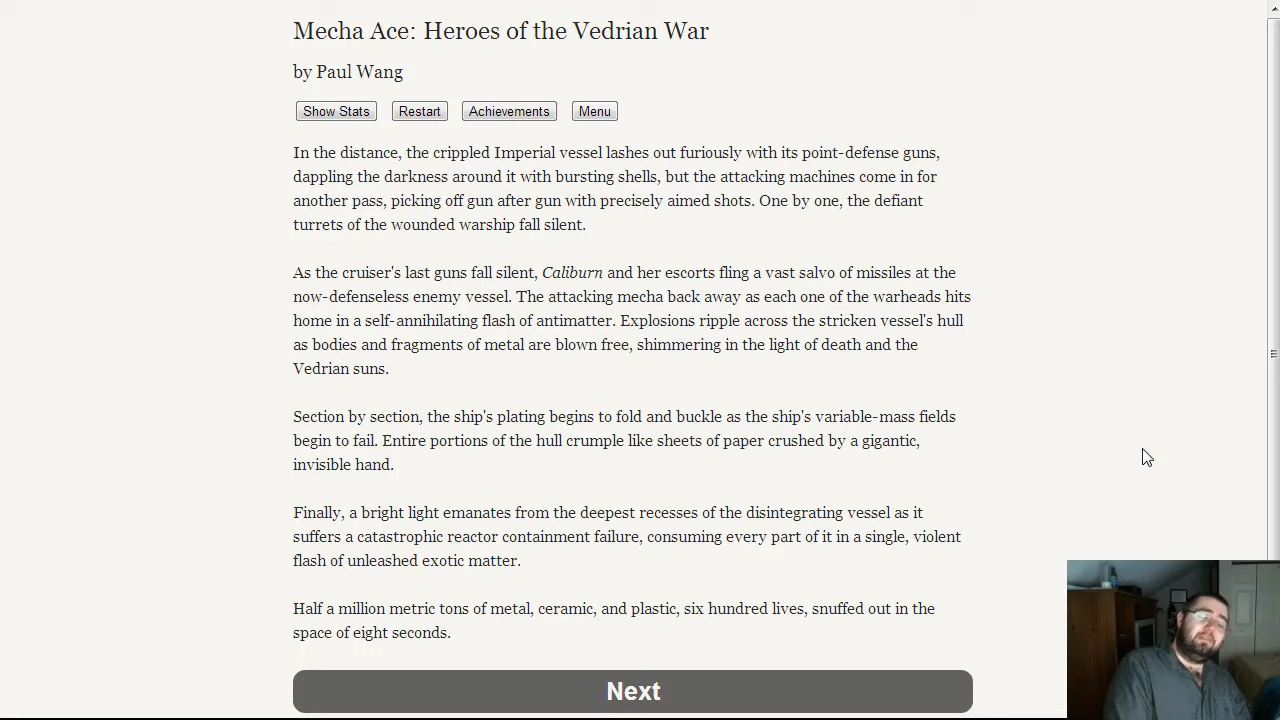 Mecha Ace: Heroes of the Vedrian War
by Paul Wang
Show Stats Restart Achievements Menu
In the distance, the crippled Imperial vessel lashes out furiously with its point-defense guns,
dappling the darkness around it with bursting shells, but the attacking machines come in for
another pass, picking off gun after gun with precisely aimed shots. One by one, the defiant
turrets of the wounded warship fall silent.
As the cruiser's last guns fall silent, Caliburn and her escorts fling a vast salvo of missiles at the
now-defenseless enemy vessel. The attacking mecha back away as each one of the warheads hits
home in a self-annihilating flash of antimatter. Explosions ripple across the stricken vessel's hull
as bodies and fragments of metal are blown free, shimmering in the light of death and the
Vedrian suns.
Section by section, the ship's plating begins to fold and buckle as the ship's variable-mass fields
begin to fail. Entire portions of the hull crumple like sheets of paper crushed by a gigantic,
invisible hand.
Finally, a bright light emanates from the deepest recesses of the disintegrating vessel as it
suffers a catastrophic reactor containment failure, consuming every part of it in a single, violent
flash of unleashed exotic matter.
Half a million metric tons of metal, ceramic, and plastic, six hundred lives, snuffed out in the
space of eight seconds.
Next